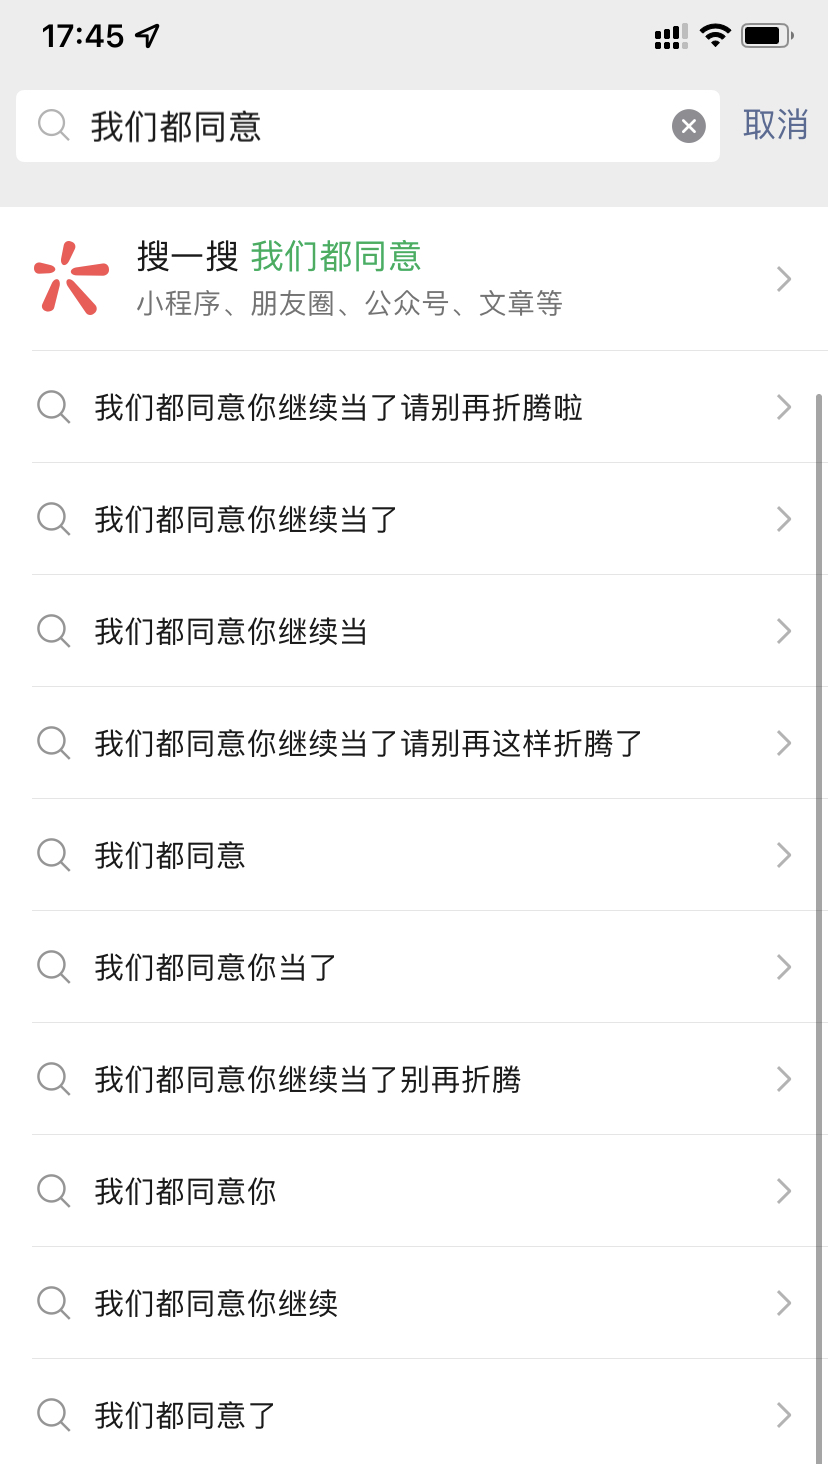 17:45
我们都同意
取消
搜一搜 我们都同意
小程序、朋友圈、公众号、文章等
我们都同意你继续当了请别再折腾啦
我们都同意你继续当了
我们都同意你继续当
我们都同意你继续当了请别再这样折腾了
我们都同意
我们都同意你当了
我们都同意你继续当了别再折腾
我们都同意你
我们都同意你继续
我们都同意了